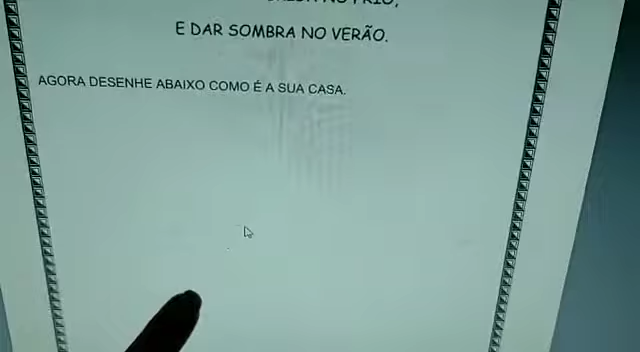 E DAR SOMBRA NO VERÃO.
AGORA DESENHE ABAIXO COMO É A SUA CASA.